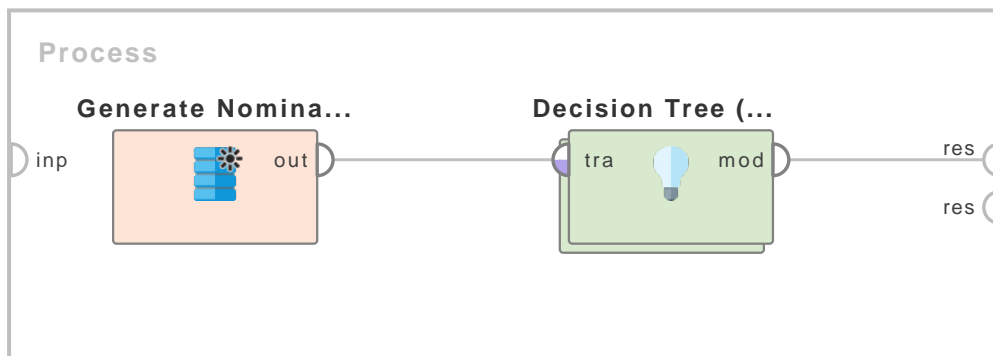 Process
Generate Nomina...
Decision Tree (...
inp
out
tra
mod
res
res